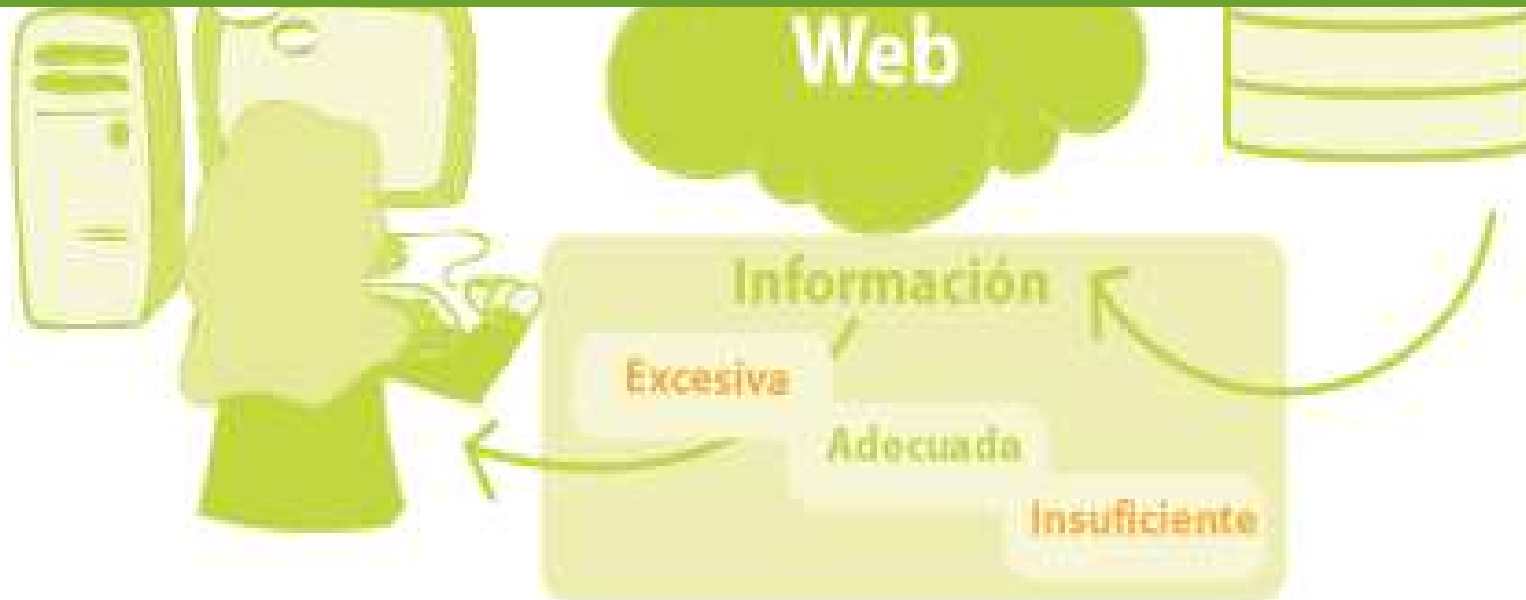 Web
Información
Excesiva
Adecuada
Insuficiente